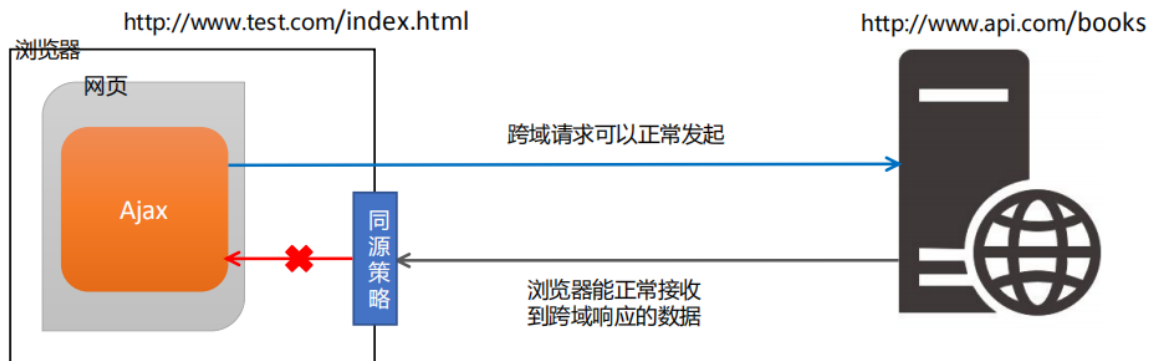 http://www.test.com/index.html
http://www.api.com/books
浏览器
网页
跨域请求可以正常发起
Ajax
同源策略
浏览器能正常接收
到跨域响应的数据